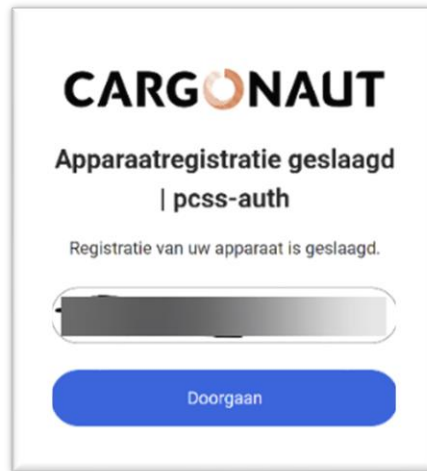 CARGONAUT
Apparaatregistratie geslaagd
| pcss-auth
Registratie van uw apparaat is geslaagd.
Doorgaan